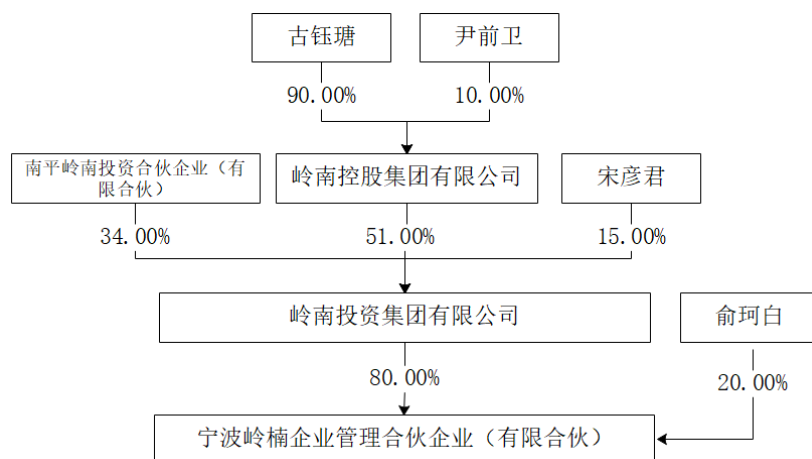 古钰瑭
尹前卫
90.00%
10.00%
南平岭南投资合伙企业（有
限合伙）
岭南控股集团有限公司
宋彦君
34.00%
51.00%
15.00%
岭南投资集团有限公司
俞珂白
80.00%
20.00%
宁波岭楠企业管理合伙企业（有限合伙）